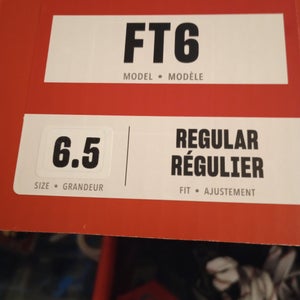 FT6
MODEL • MODÈLE
6.5
SIZE • GRANDEUR
REGULAR
RÉGULIER
FIT • AJUSTEMENT